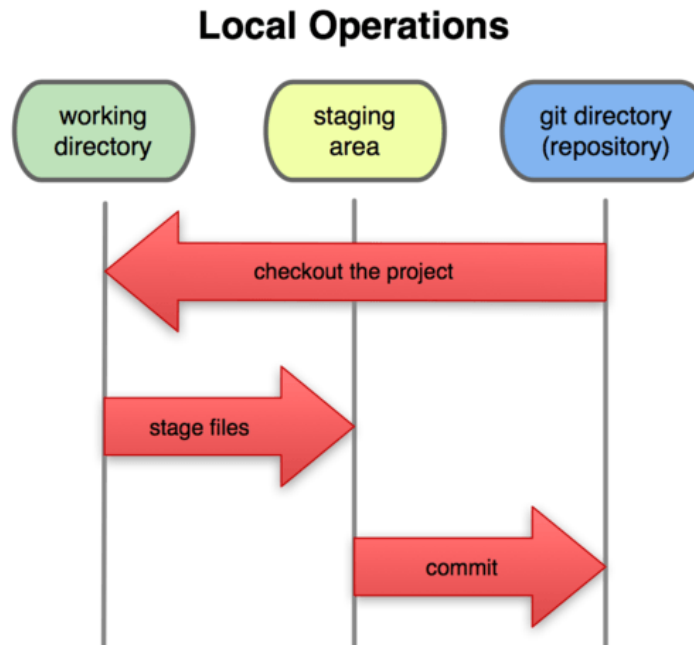 Local Operations
working
directory
staging
area
git directory
(repository)
checkout the project
stage files
commit